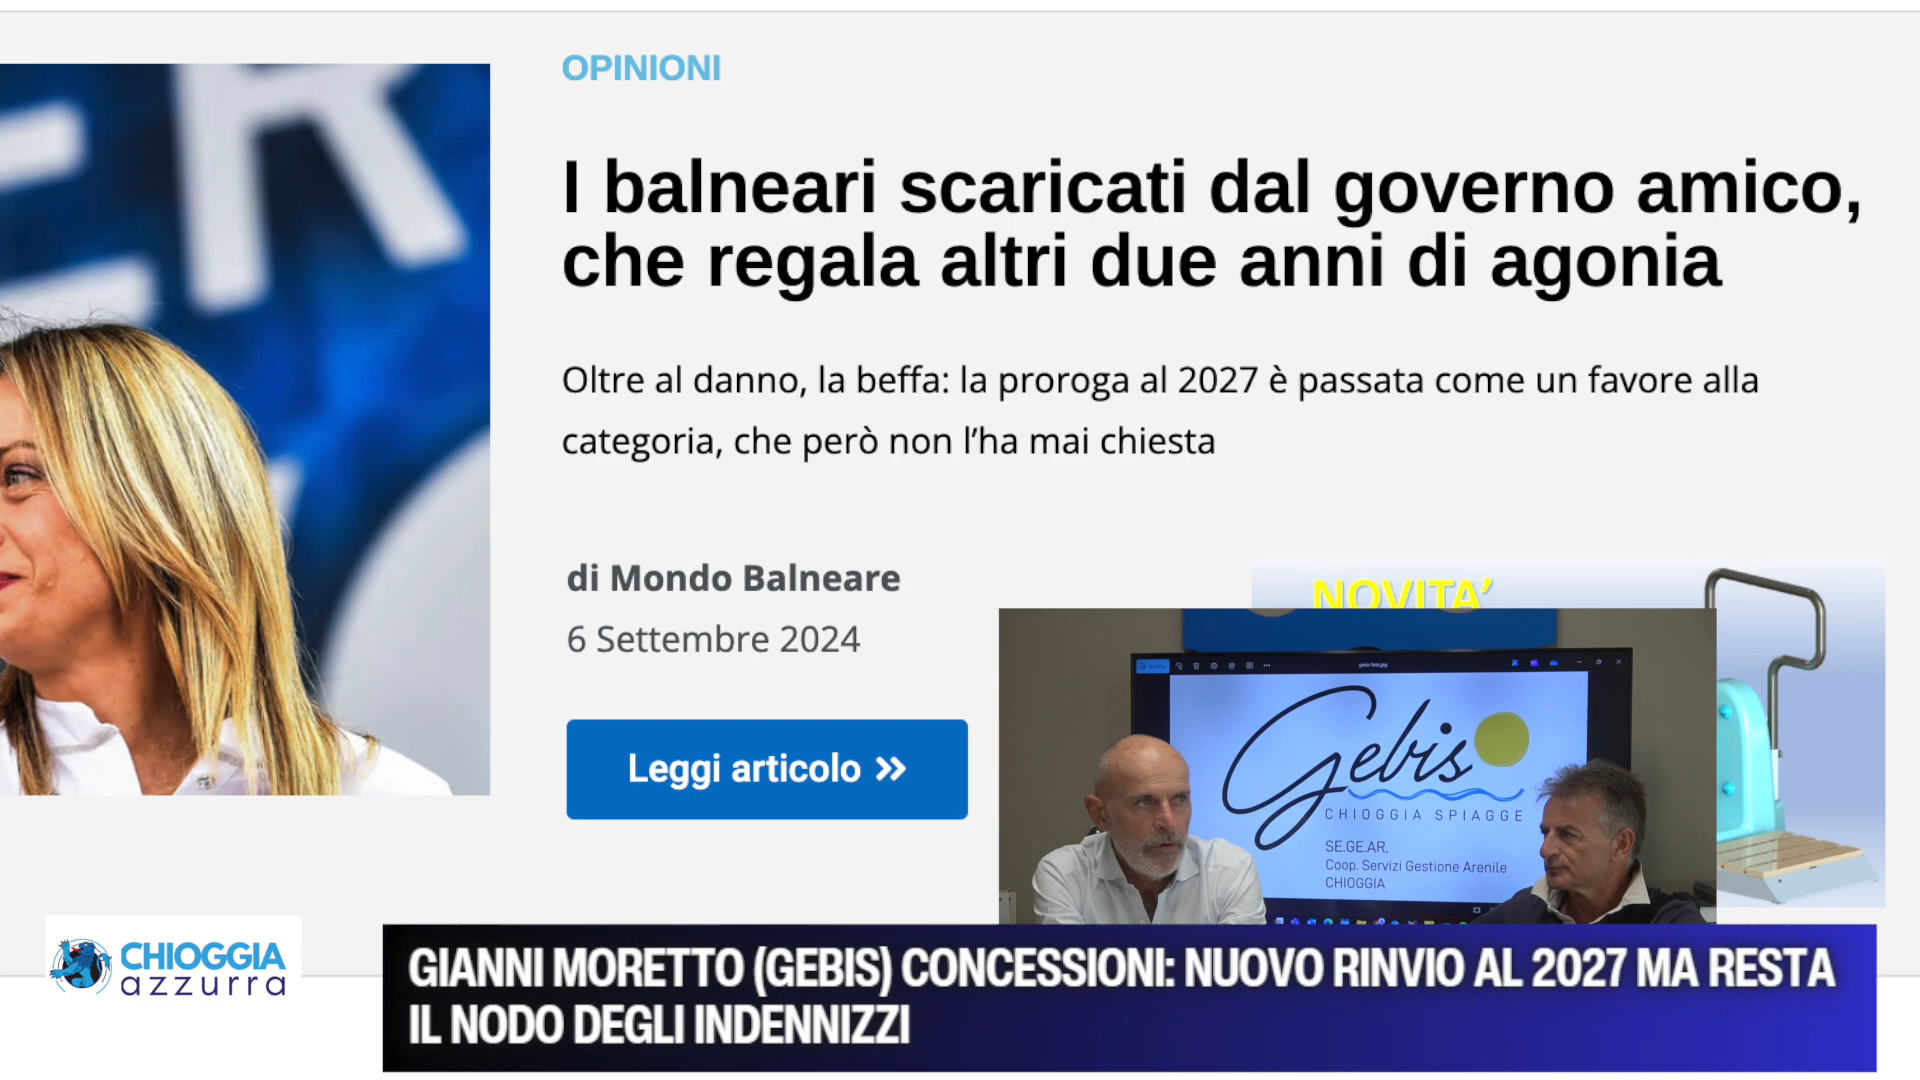 OPINIONI
I balneari scaricati dal governo amico,
che regala altri due anni di agonia
Oltre al danno, la beffa: la proroga al 2027 è passata come un favore alla
categoria, che però non l’ha mai chiesta
di Mondo Balneare
6 Settembre 2024
Leggi articolo »
NOVITA’
gebis foto.jpg
Gebis
CHIOGGIA SPIAGGE
SE.GE.AR.
Coop. Servizi Gestione Arenile
CHIOGGIA
CHIOGGIA
azzurra
GIANNI MORETTO (GEBIS) CONCESSIONI: NUOVO RINVIO AL 2027 MA RESTA
IL NODO DEGLI INDENNIZZI